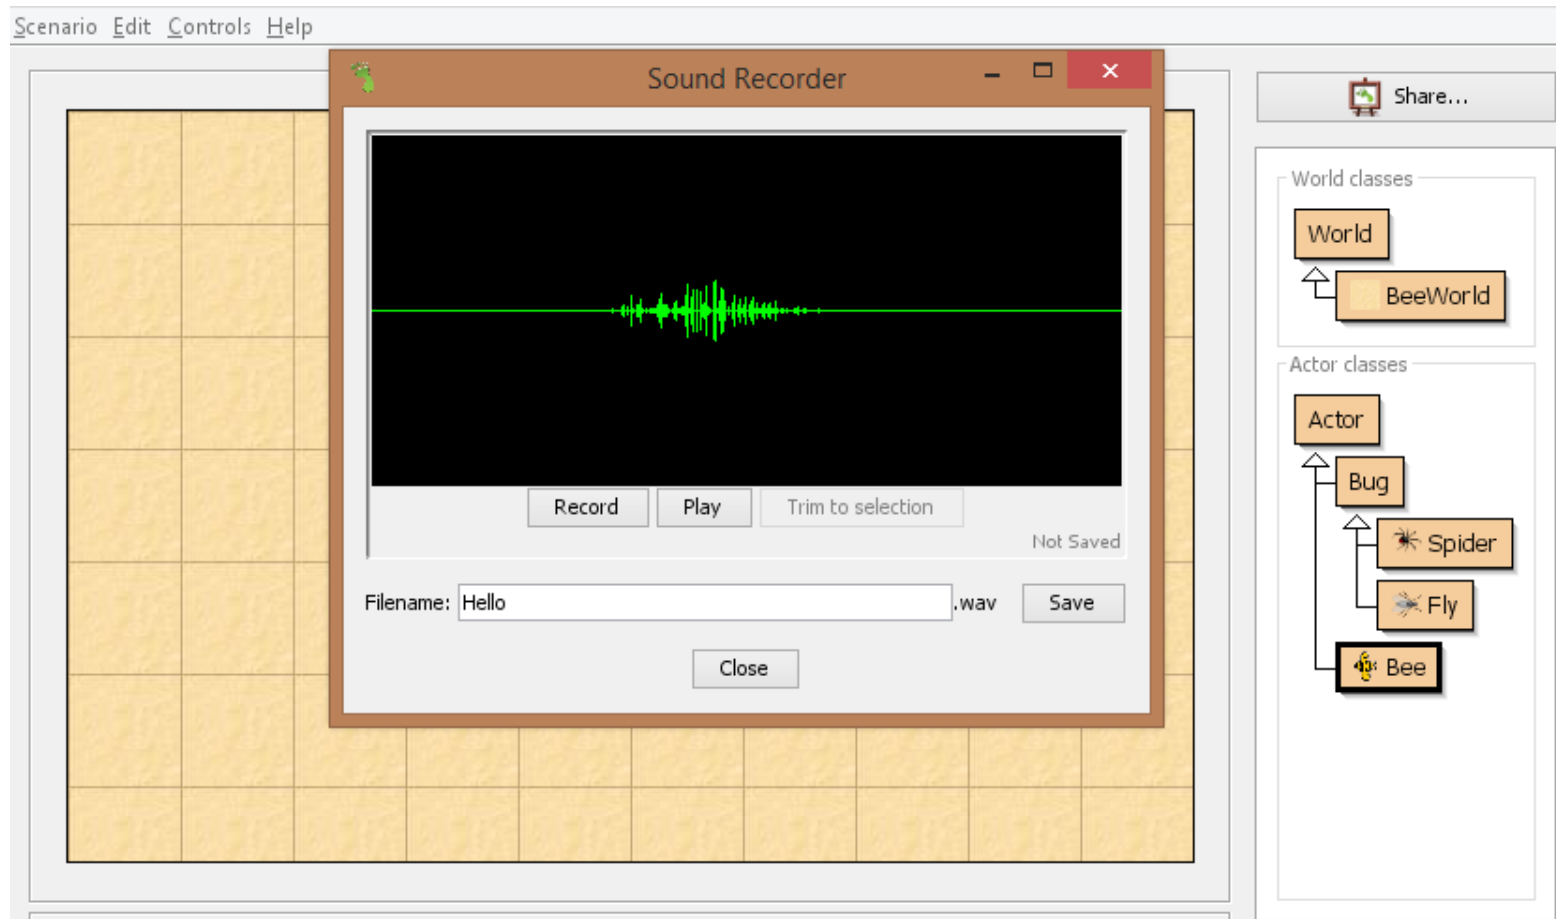 Scenario Edit Controls Help
Sound Recorder
Share...
World classes
World
BeeWorld
Actor classes
Actor
Bug
Spider
Fly
Bee
Record Play Trim to selection
Not Saved
Filename: Hello .wav Save
Close